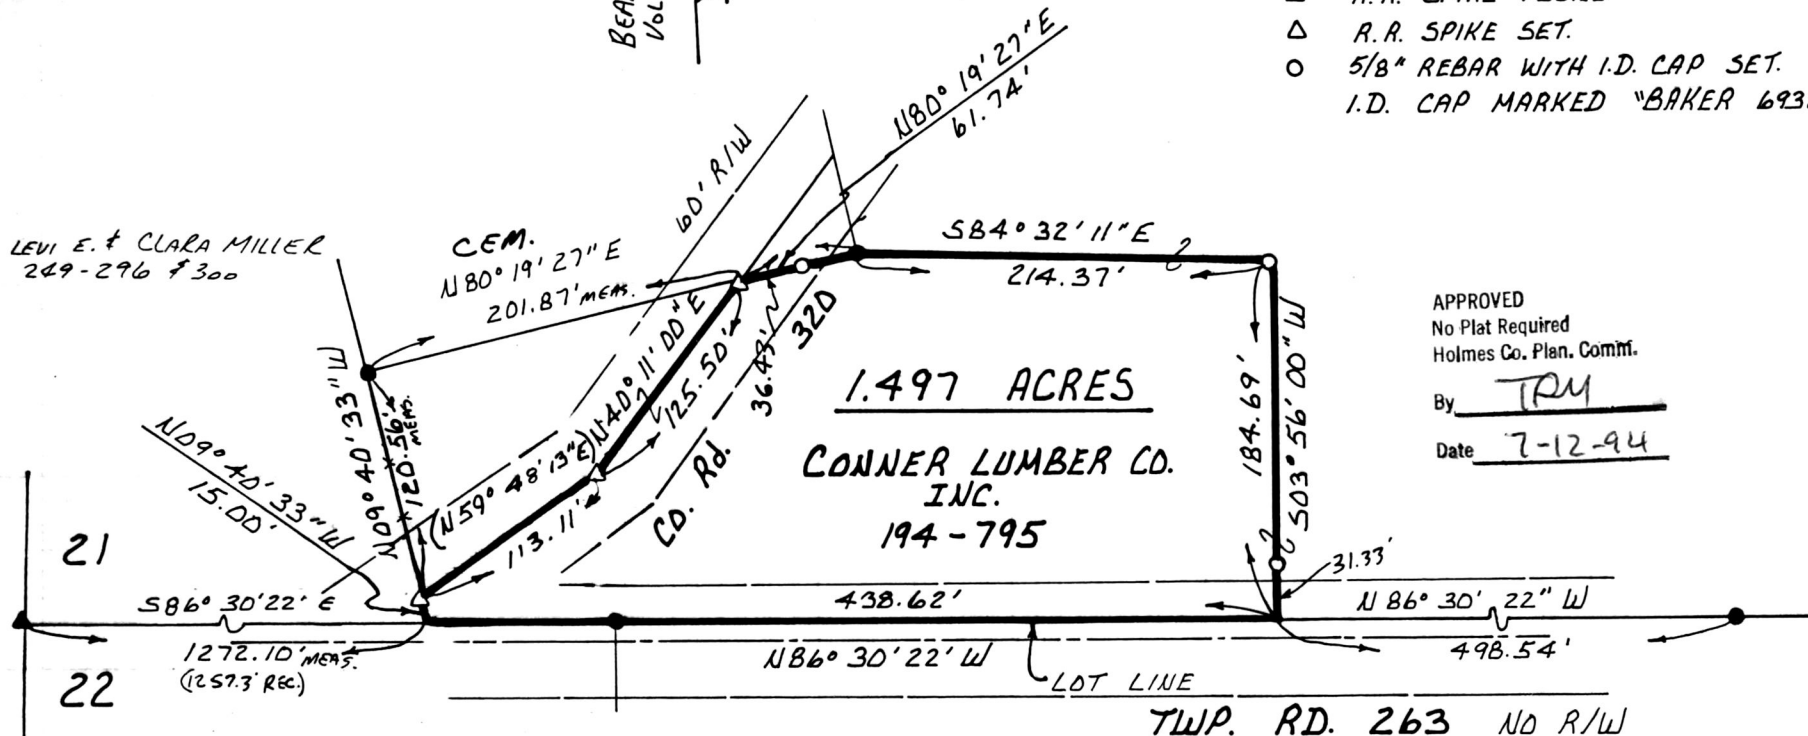 R.R. SPIKE SET.
5/8" REBAR WITH I.D. CAP SET.
I.D. CAP MARKED "BAKER 693
N80° 19' 27" E
61.74'
60' R/W
LEVI E. & CLARA MILLER
249-296 #300
CEM.
N80° 19' 27" E
201.87' MEAS.
S84° 32' 11" E
214.37'
N40° 11' 00" E
125.50'
36.43'
CO. Rd. 320
1.497 ACRES
CONNER LUMBER CO.
INC.
194-795
184.69'
S03° 56' 00" W
APPROVED
No Plat Required
Holmes Co. Plan. Comm.
By
Date 7-12-94
N09° 40' 33" W
120.56'
MEAS.
(N59° 48' 13" E)
113.11'
N09° 40' 33" W
15.00'
21
S86° 30' 22' E
1272.10' MEAS.
(1257.3' REC.)
22
438.62'
31.33'
N 86° 30' 22" W
498.54'
N86° 30' 22' W
LOT LINE
TWP. RD. 263 NO R/W